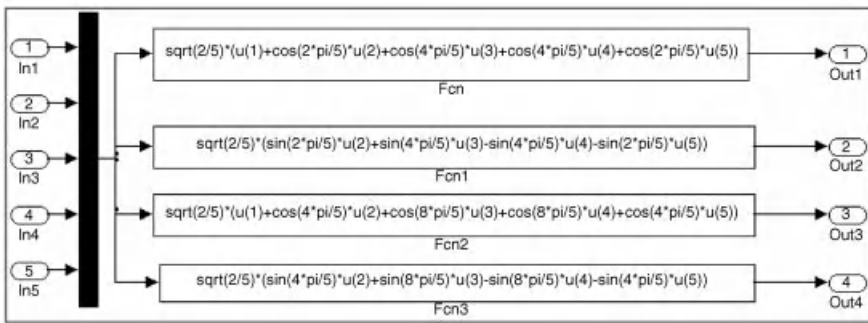 1
In1
2
In2
3
In3
4
In4
5
In5
sqrt(2/5)*(u(1)+cos(2*pi/5)*u(2)+cos(4*pi/5)*u(3)+cos(4*pi/5)*u(4)+cos(2*pi/5)*u(5))
Fcn
sqrt(2/5)*(sin(2*pi/5)*u(2)+sin(4*pi/5)*u(3)-sin(4*pi/5)*u(4)-sin(2*pi/5)*u(5))
Fcn1
sqrt(2/5)*(u(1)+cos(4*pi/5)*u(2)+cos(8*pi/5)*u(3)+cos(8*pi/5)*u(4)+cos(4*pi/5)*u(5))
Fcn2
sqrt(2/5)*(sin(4*pi/5)*u(2)+sin(8*pi/5)*u(3)-sin(8*pi/5)*u(4)-sin(4*pi/5)*u(5))
Fcn3
1
Out1
2
Out2
3
Out3
4
Out4